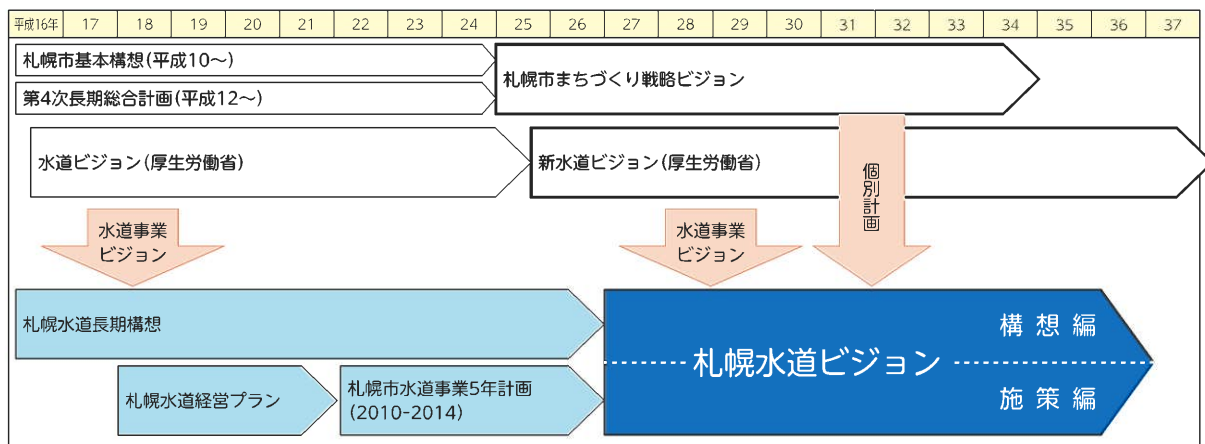 平成16年 17 18 19 20 21 22 23 24 25 26 27 28 29 30 31 32 33 34 35 36 37
札幌市基本構想(平成10~)
第4次長期総合計画(平成12~)
札幌市まちづくり戦略ビジョン
水道ビジョン(厚生労働省)
新水道ビジョン(厚生労働省)
個別計画
水道事業
ビジョン
水道事業
ビジョン
札幌水道長期構想
構想編
札幌水道ビジョン
施策編
札幌水道経営プラン
札幌市水道事業5年計画
(2010-2014)